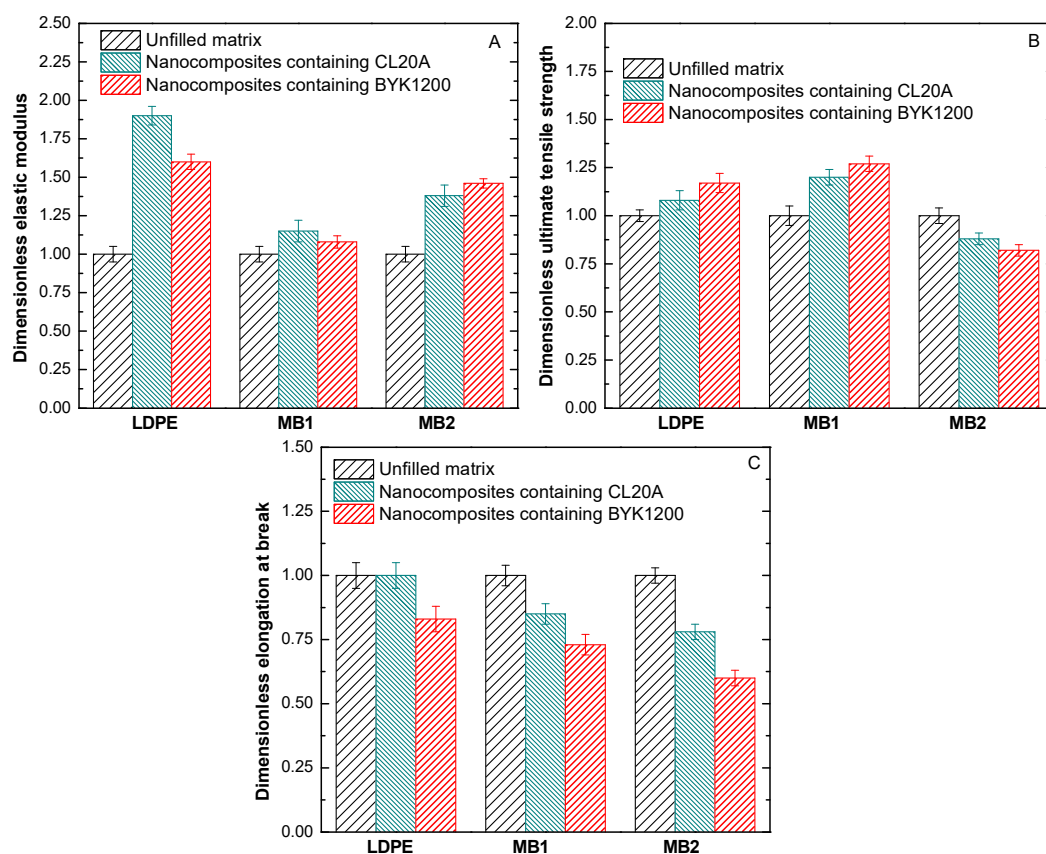 Dimensionless elastic modulus
2.50
2.25
2.00
1.75
1.50
1.25
1.00
0.75
0.50
0.25
0.00
A
Unfilled matrix
Nanocomposites containing CL20A
Nanocomposites containing BYK1200
LDPE MB1 MB2
Dimensionless ultimate tensile strength
2.00
1.75
1.50
1.25
1.00
0.75
0.50
0.25
0.00
B
Unfilled matrix
Nanocomposites containing CL20A
Nanocomposites containing BYK1200
LDPE MB1 MB2
Dimensionless elongation at break
1.50
1.25
1.00
0.75
0.50
0.25
0.00
C
Unfilled matrix
Nanocomposites containing CL20A
Nanocomposites containing BYK1200
LDPE MB1 MB2